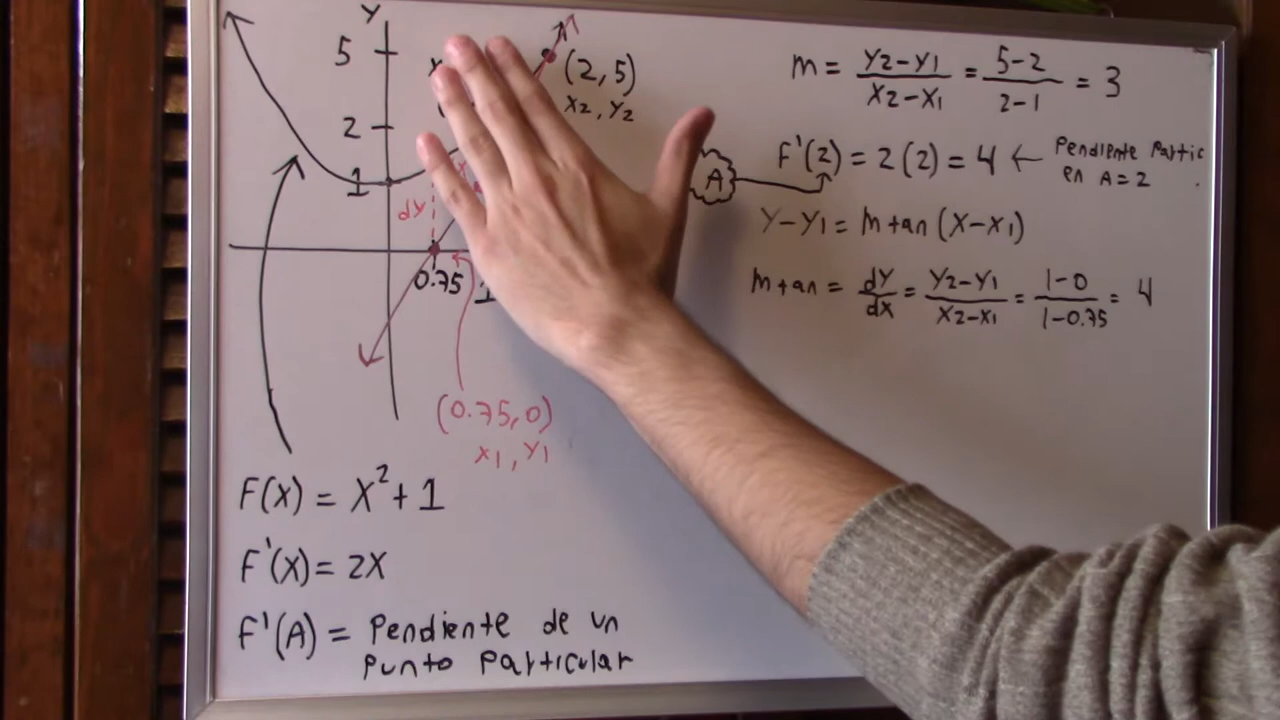 Y
5
(2,5)
X2, Y2
2
1
dY
0.75
1
(0.75,0)
X1, Y1
F(X) = X² + 1
F'(X) = 2X
F'(A) = Pendiente de un
punto particular
m = Y2-Y1 / X2-X1 = 5-2 / 2-1 = 3
A
F'(2) = 2(2) = 4 ← Pendiente Partic
en A=2
Y-Y1 = mtan (X-X1)
mtan = dY / dX = Y2-Y1 / X2-X1 = 1-0 / 1-0.75 = 4